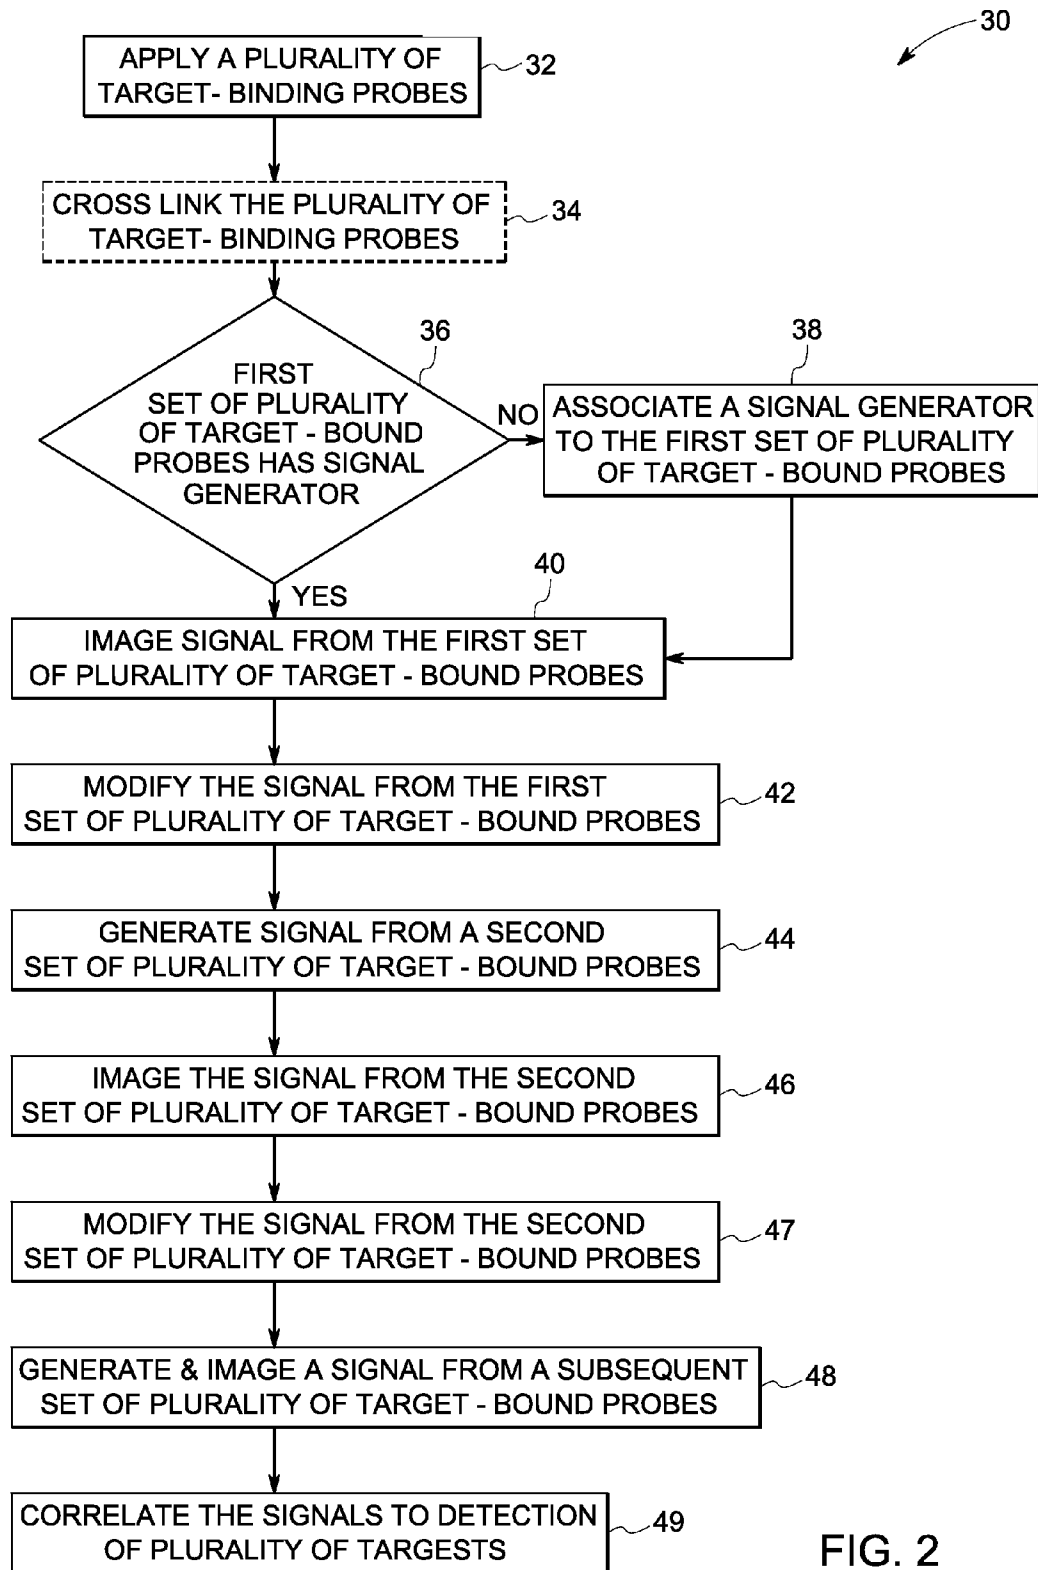 30
APPLY A PLURALITY OF
TARGET- BINDING PROBES
32
CROSS LINK THE PLURALITY OF
TARGET- BINDING PROBES
34
36
FIRST
SET OF PLURALITY
OF TARGET - BOUND
PROBES HAS SIGNAL
GENERATOR
NO
38
ASSOCIATE A SIGNAL GENERATOR
TO THE FIRST SET OF PLURALITY
OF TARGET - BOUND PROBES
YES
40
IMAGE SIGNAL FROM THE FIRST SET
OF PLURALITY OF TARGET - BOUND PROBES
MODIFY THE SIGNAL FROM THE FIRST
SET OF PLURALITY OF TARGET - BOUND PROBES
42
GENERATE SIGNAL FROM A SECOND
SET OF PLURALITY OF TARGET - BOUND PROBES
44
IMAGE THE SIGNAL FROM THE SECOND
SET OF PLURALITY OF TARGET - BOUND PROBES
46
MODIFY THE SIGNAL FROM THE SECOND
SET OF PLURALITY OF TARGET - BOUND PROBES
47
GENERATE & IMAGE A SIGNAL FROM A SUBSEQUENT
SET OF PLURALITY OF TARGET - BOUND PROBES
48
CORRELATE THE SIGNALS TO DETECTION
OF PLURALITY OF TARGESTS
49
FIG. 2